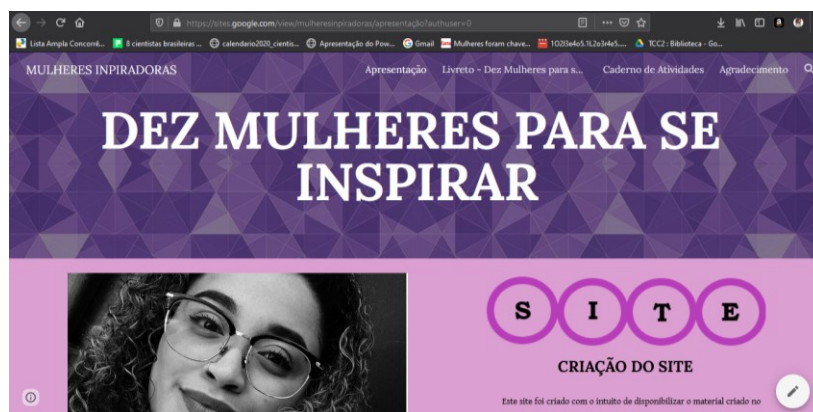 https://sites.google.com/view/mulheresinpiradoras/apresentação?authuser=0
Lista Ampla Concorrê... 8 cientistas brasileiras ... calendario2020_cientis... Apresentação do Pow... Gmail Mulheres foram chave... TCC2 : Biblioteca - Go...
MULHERES INPIRADORAS Apresentação Livreto - Dez Mulheres para s... Caderno de Atividades Agradecimento
DEZ MULHERES PARA SE
INSPIRAR
S I T E
CRIAÇÃO DO SITE
Este site foi criado com o intuito de disponibilizar o material criado no